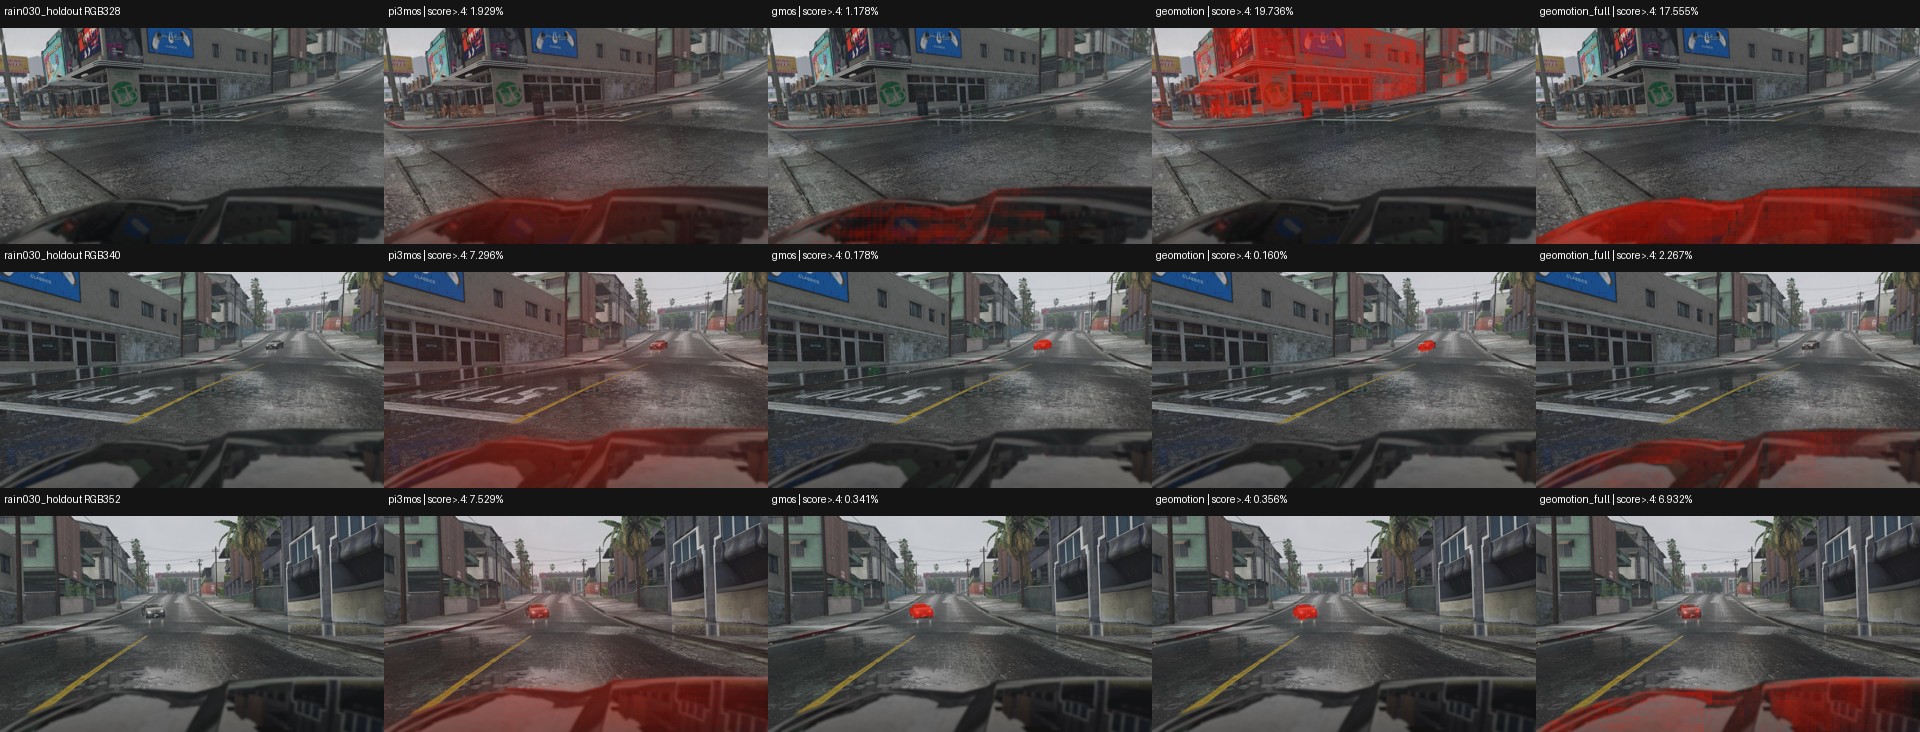 rain030_holdout RGB328
pi3mos | score>.4: 1.929%
gmos | score>.4: 1.178%
geomotion | score>.4: 19.736%
geomotion_full | score>.4: 17.555%
rain030_holdout RGB340
pi3mos | score>.4: 7.296%
gmos | score>.4: 0.178%
geomotion | score>.4: 0.160%
geomotion_full | score>.4: 2.267%
rain030_holdout RGB352
pi3mos | score>.4: 7.529%
gmos | score>.4: 0.341%
geomotion | score>.4: 0.356%
geomotion_full | score>.4: 6.932%